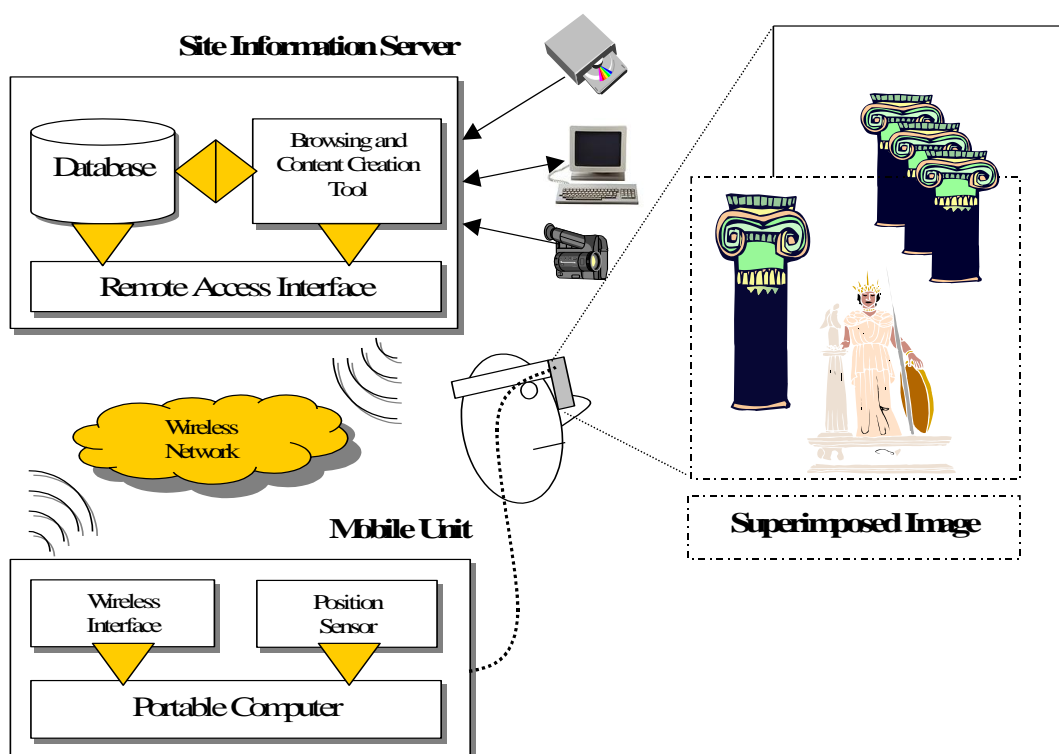 Site Information Server
Database
Browsing and
Content Creation
Tool
Remote Access Interface
Wireless
Network
Mobile Unit
Wireless
Interface
Position
Sensor
Portable Computer
Superimposed Image